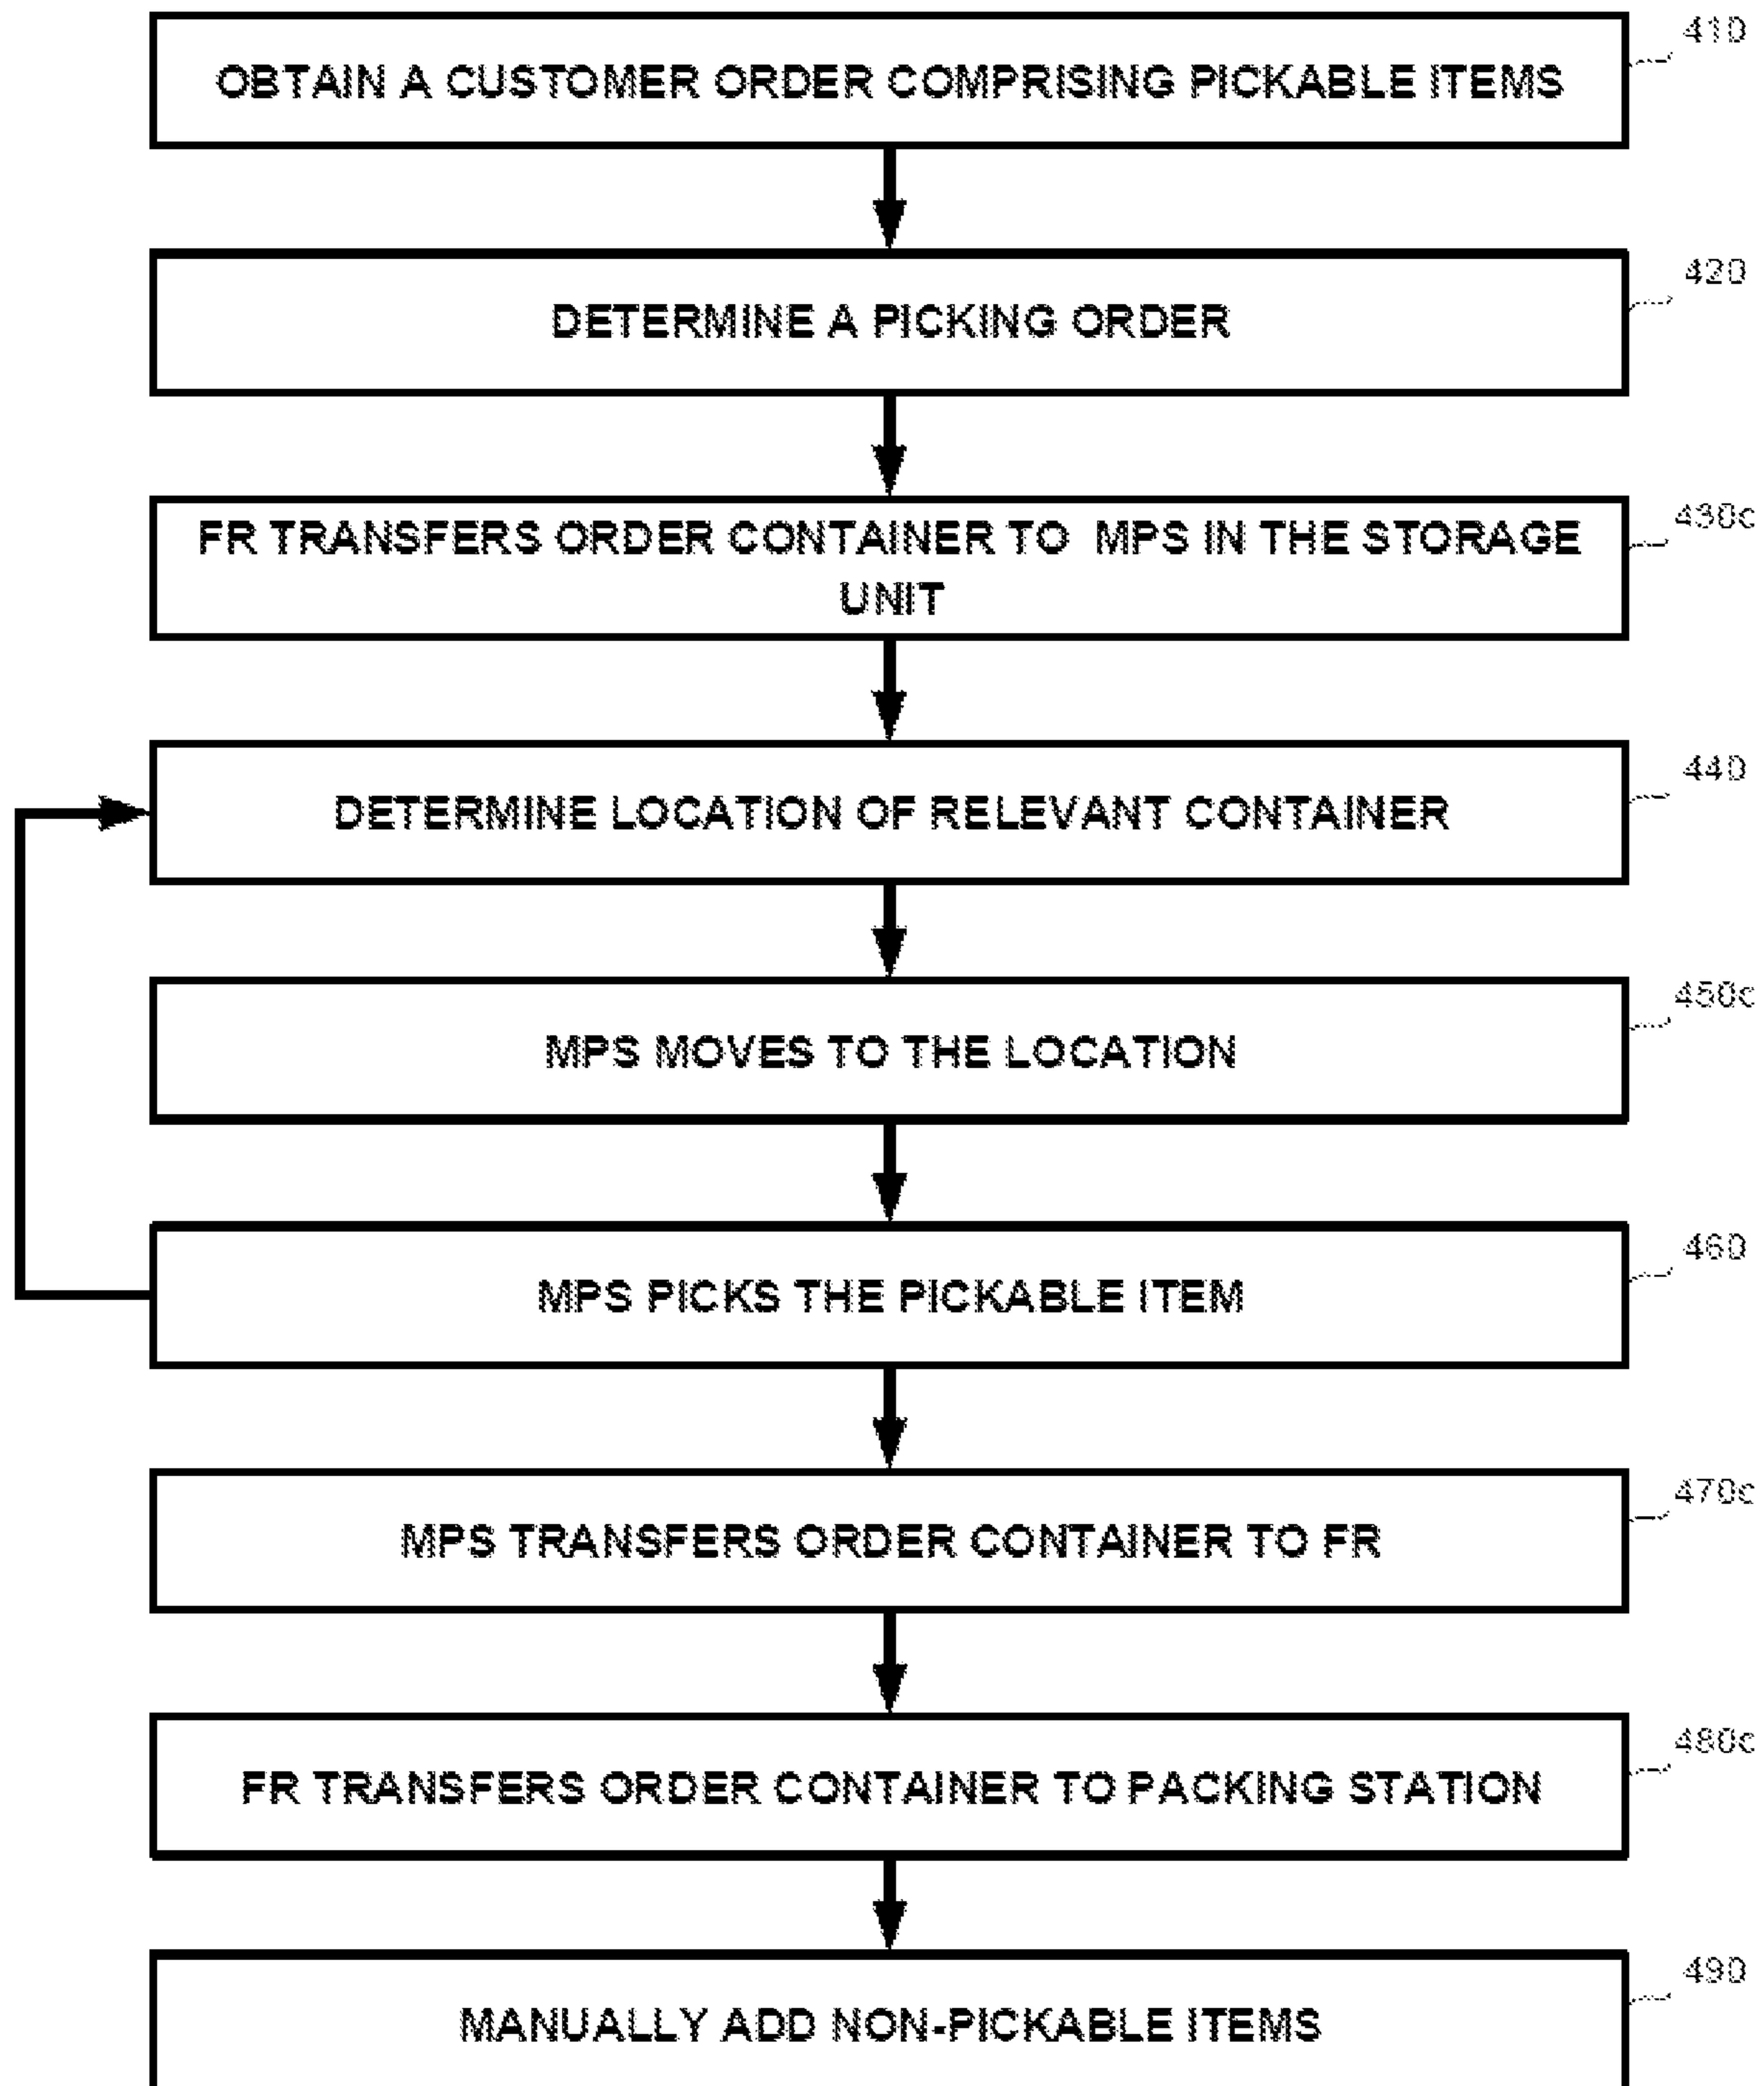 410
OBTAIN A CUSTOMER ORDER COMPRISING PICKABLE ITEMS
420
DETERMINE A PICKING ORDER
430c
FR TRANSFERS ORDER CONTAINER TO MPS IN THE STORAGE
UNIT
440
DETERMINE LOCATION OF RELEVANT CONTAINER
450c
MPS MOVES TO THE LOCATION
460
MPS PICKS THE PICKABLE ITEM
470c
MPS TRANSFERS ORDER CONTAINER TO FR
480c
FR TRANSFERS ORDER CONTAINER TO PACKING STATION
490
MANUALLY ADD NON-PICKABLE ITEMS